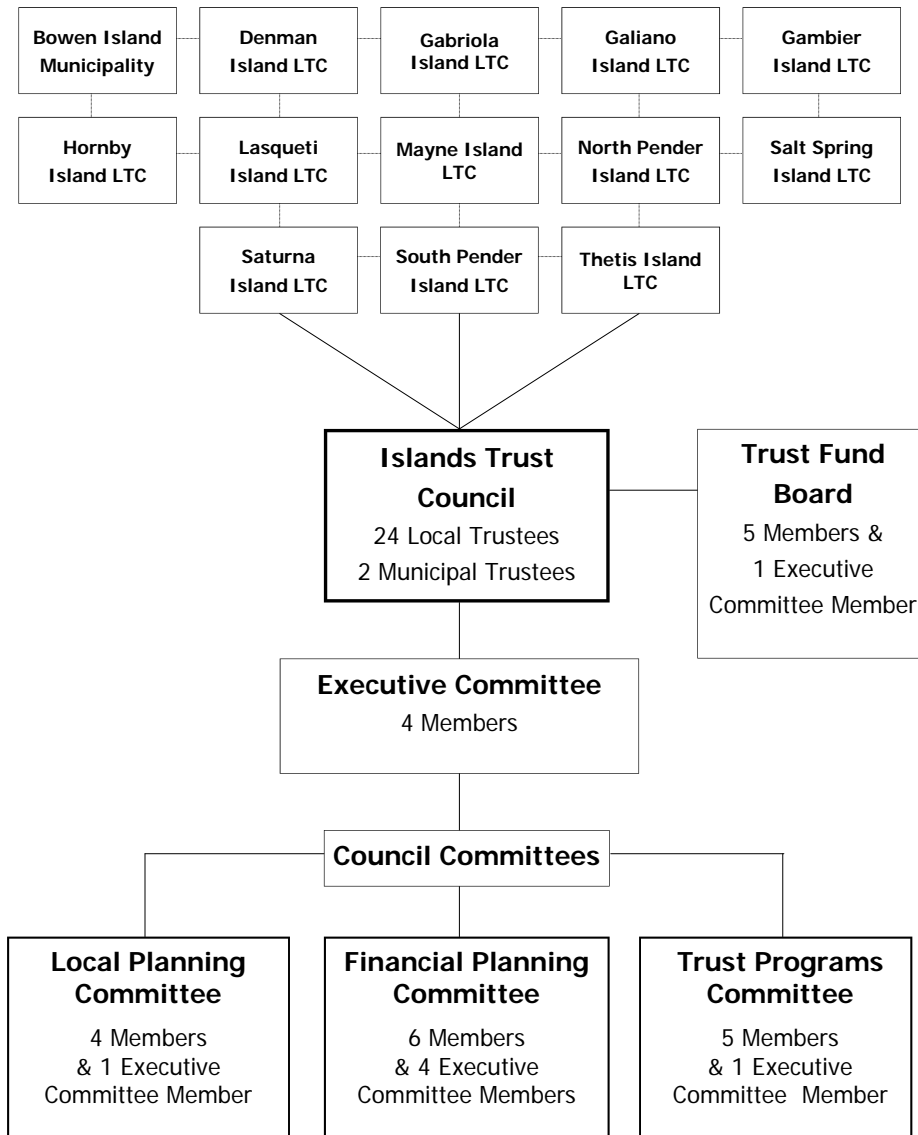 Bowen Island
Municipality
Denman
Island LTC
Gabriola
Island LTC
Galiano
Island LTC
Gambier
Island LTC
Hornby
Island LTC
Lasqueti
Island LTC
Mayne Island
LTC
North Pender
Island LTC
Salt Spring
Island LTC
Saturna
Island LTC
South Pender
Island LTC
Thetis Island
LTC
Islands Trust
Council
24 Local Trustees
2 Municipal Trustees
Trust Fund
Board
5 Members &
1 Executive
Committee Member
Executive Committee
4 Members
Council Committees
Local Planning
Committee
4 Members
& 1 Executive
Committee Member
Financial Planning
Committee
6 Members
& 4 Executive
Committee Members
Trust Programs
Committee
5 Members
& 1 Executive
Committee  Member